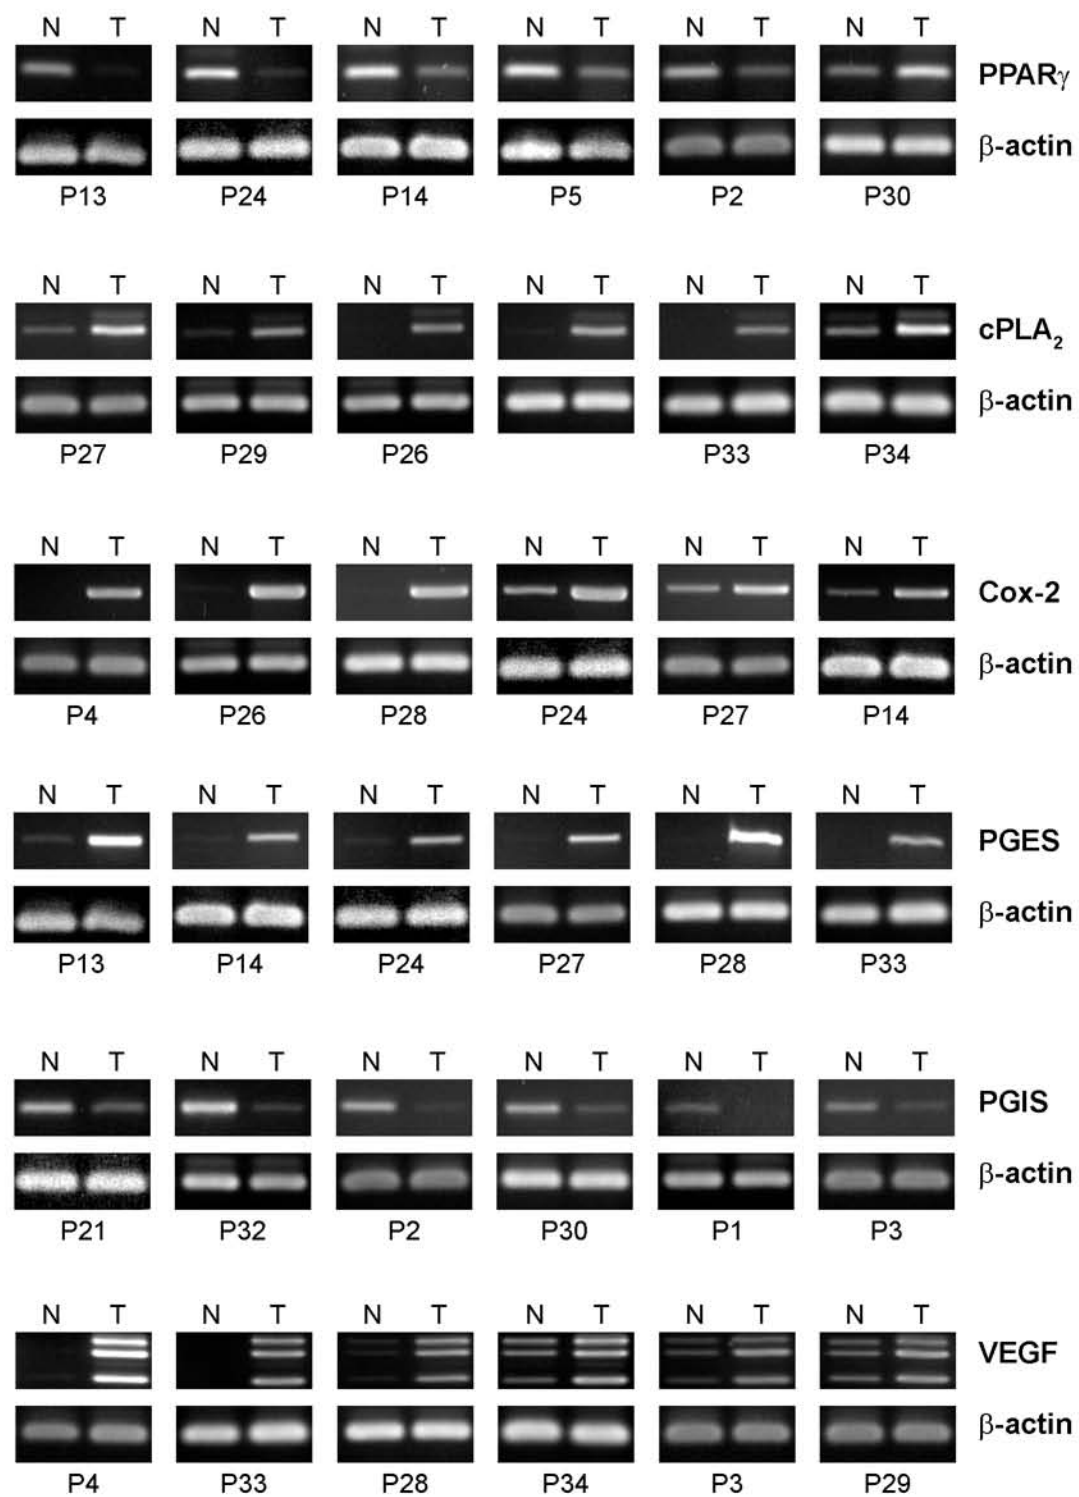 N T N T N T N T N T N T
PPARγ
β-actin
P13 P24 P14 P5 P2 P30
N T N T N T N T N T N T
cPLA2
β-actin
P27 P29 P26 P33 P34
N T N T N T N T N T N T
Cox-2
β-actin
P4 P26 P28 P24 P27 P14
N T N T N T N T N T N T
PGES
β-actin
P13 P14 P24 P27 P28 P33
N T N T N T N T N T N T
PGIS
β-actin
P21 P32 P2 P30 P1 P3
N T N T N T N T N T N T
VEGF
β-actin
P4 P33 P28 P34 P3 P29